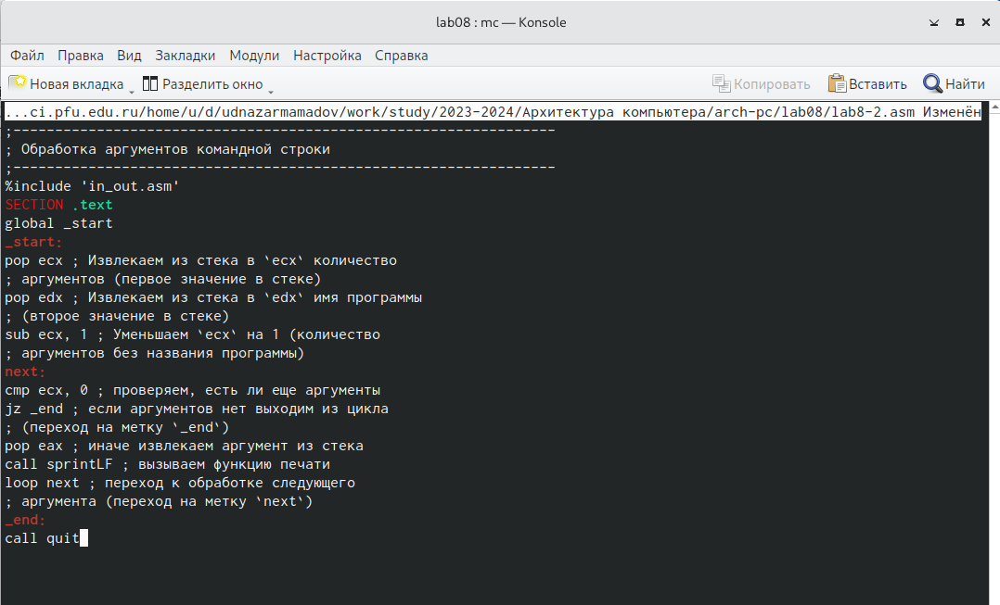 lab08 : mc — Konsole
Файл Правка Вид Закладки Модули Настройка Справка
Новая вкладка Разделить окно Копировать Вставить Найти
...ci.pfu.edu.ru/home/u/d/udnazarmamadov/work/study/2023-2024/Архитектура компьютера/arch-pc/lab08/lab8-2.asm Изменён
;-----------------------------------------------------------------
; Обработка аргументов командной строки
;-----------------------------------------------------------------
%include 'in_out.asm'
SECTION .text
global _start
_start:
pop ecx ; Извлекаем из стека в `ecx` количество
; аргументов (первое значение в стеке)
pop edx ; Извлекаем из стека в `edx` имя программы
; (второе значение в стеке)
sub ecx, 1 ; Уменьшаем `ecx` на 1 (количество
; аргументов без названия программы)
next:
cmp ecx, 0 ; проверяем, есть ли еще аргументы
jz _end ; если аргументов нет выходим из цикла
; (переход на метку `_end`)
pop eax ; иначе извлекаем аргумент из стека
call sprintLF ; вызываем функцию печати
loop next ; переход к обработке следующего
; аргумента (переход на метку `next`)
_end:
call quit